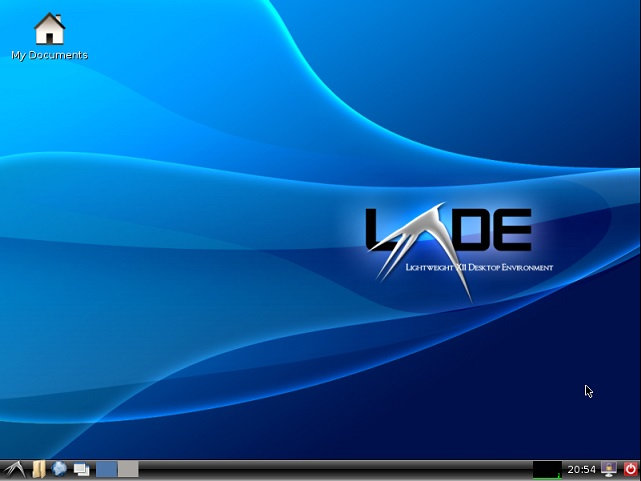 My Documents
LXDE
Lightweight X11 Desktop Environment
20:54